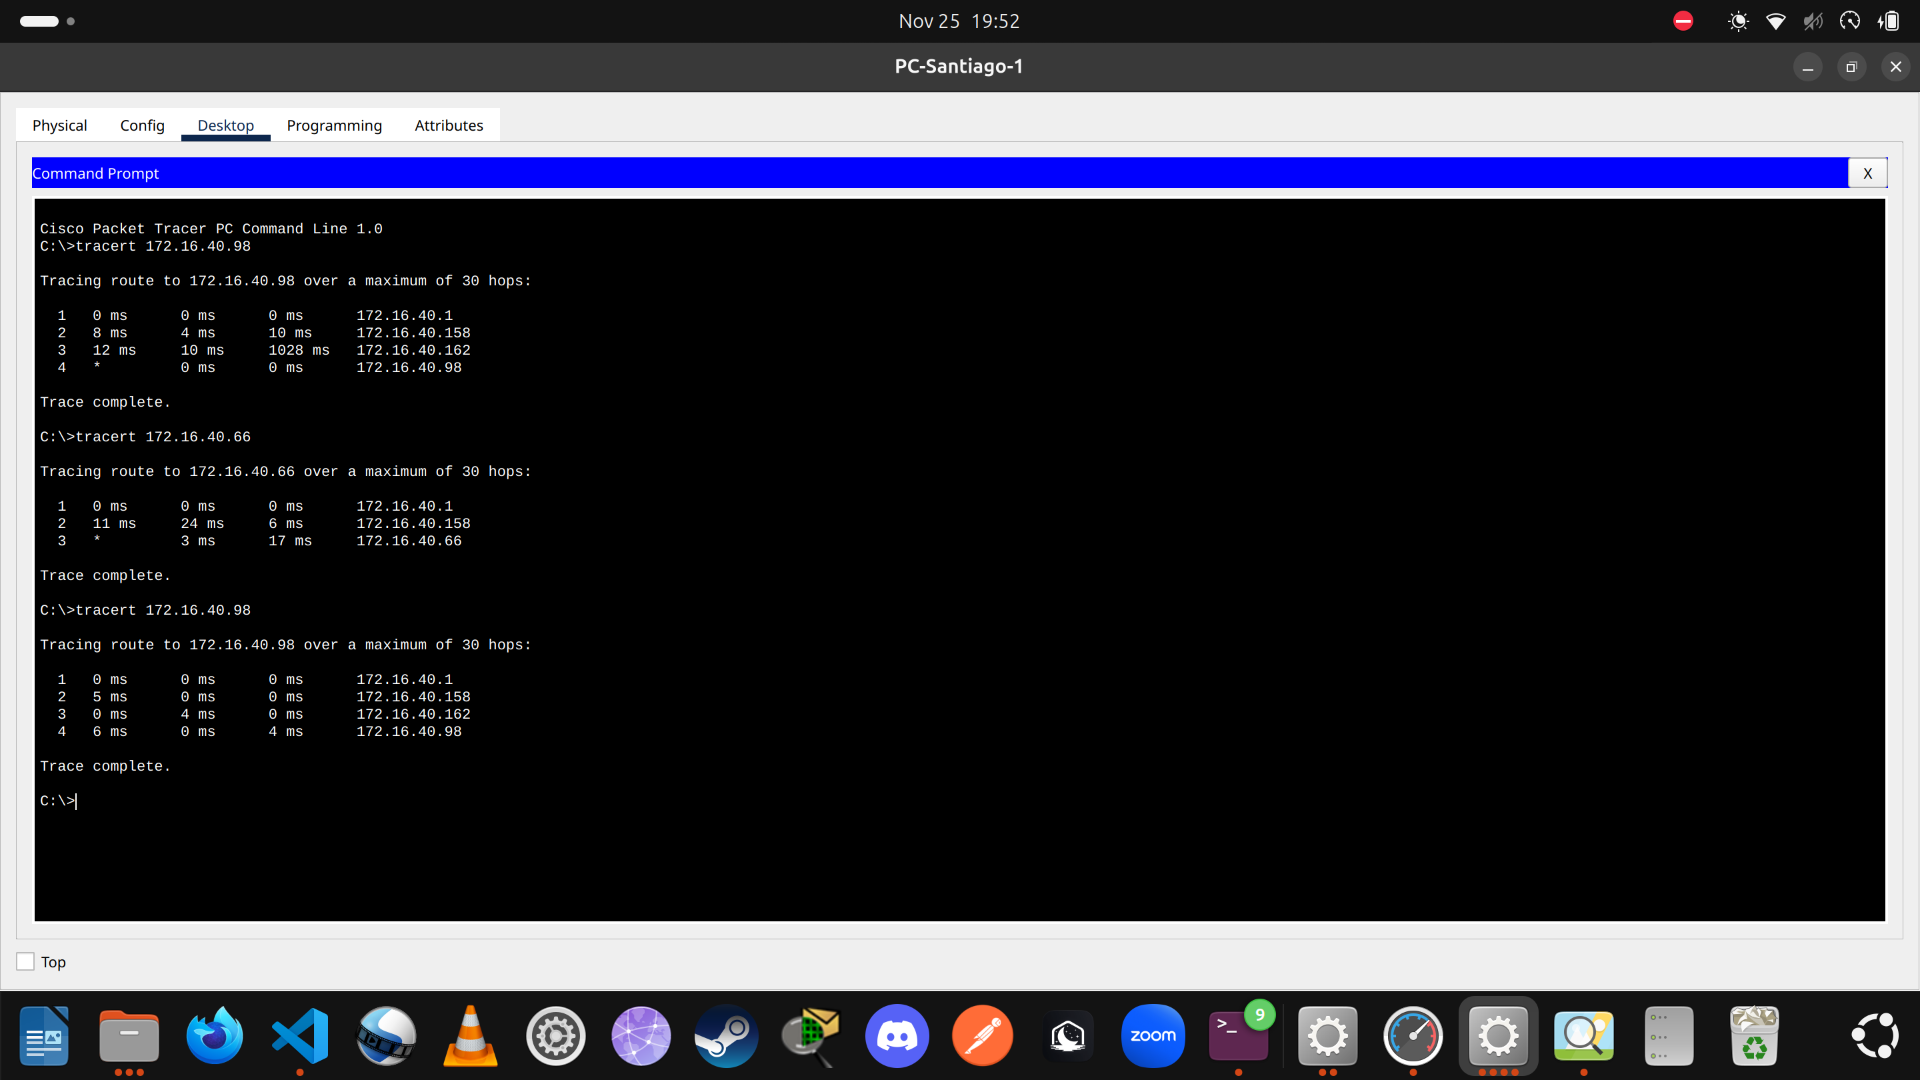 Nov 25 19:52
PC-Santiago-1
Physical Config Desktop Programming Attributes
Command Prompt X
Cisco Packet Tracer PC Command Line 1.0
C:\>tracert 172.16.40.98
Tracing route to 172.16.40.98 over a maximum of 30 hops:
1 0 ms 0 ms 0 ms 172.16.40.1
2 8 ms 4 ms 10 ms 172.16.40.158
3 12 ms 10 ms 1028 ms 172.16.40.162
4 * 0 ms 0 ms 172.16.40.98
Trace complete.
C:\>tracert 172.16.40.66
Tracing route to 172.16.40.66 over a maximum of 30 hops:
1 0 ms 0 ms 0 ms 172.16.40.1
2 11 ms 24 ms 6 ms 172.16.40.158
3 * 3 ms 17 ms 172.16.40.66
Trace complete.
C:\>tracert 172.16.40.98
Tracing route to 172.16.40.98 over a maximum of 30 hops:
1 0 ms 0 ms 0 ms 172.16.40.1
2 5 ms 0 ms 0 ms 172.16.40.158
3 0 ms 4 ms 0 ms 172.16.40.162
4 6 ms 0 ms 4 ms 172.16.40.98
Trace complete.
C:\>
Top
zoom
>_
9